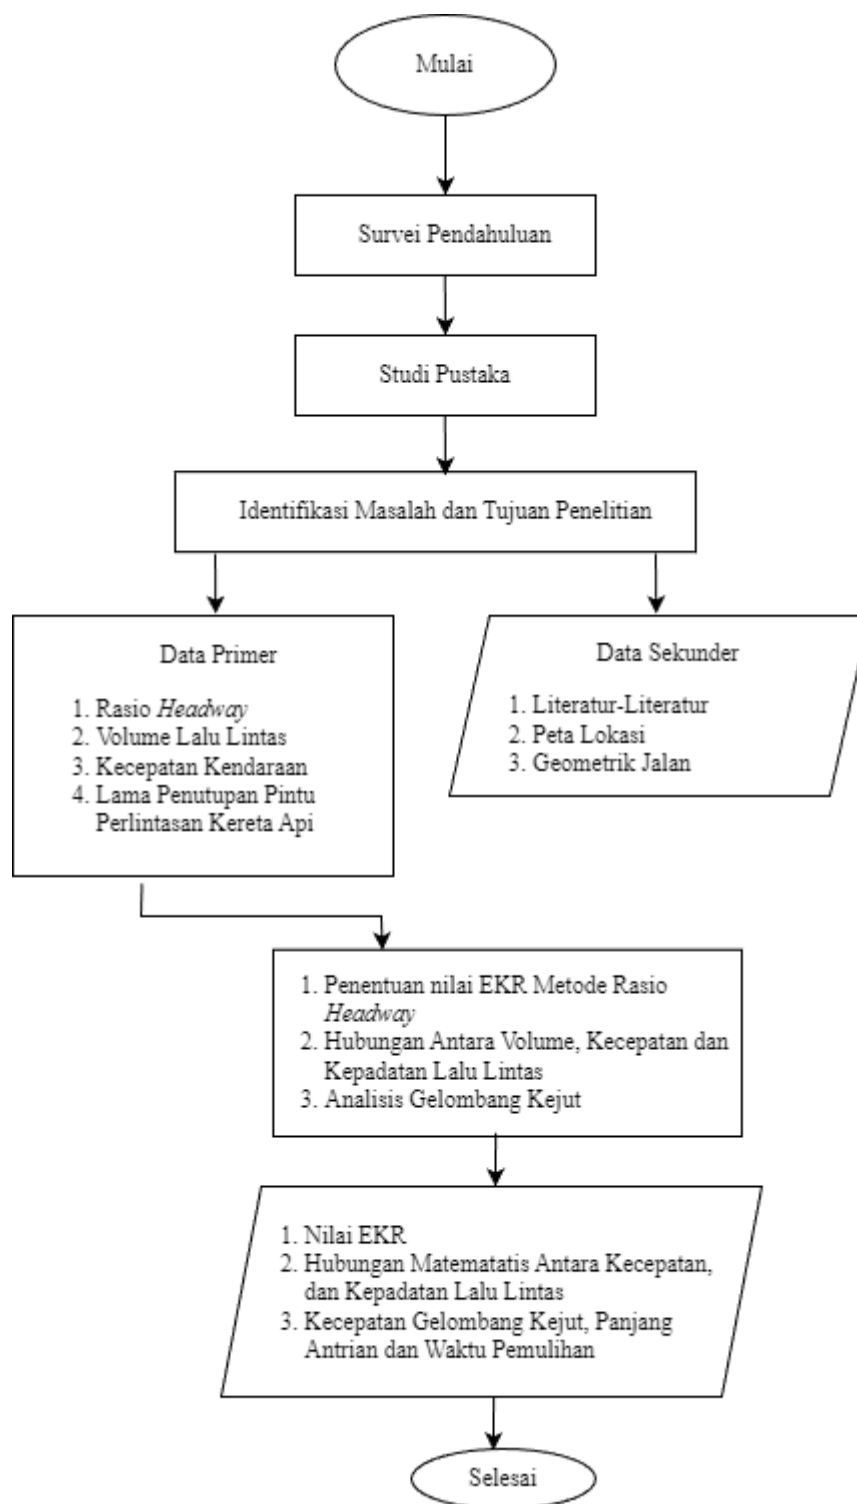 Mulai
Survei Pendahuluan
Studi Pustaka
Identifikasi Masalah dan Tujuan Penelitian
Data Primer
1. Rasio Headway
2. Volume Lalu Lintas
3. Kecepatan Kendaraan
4. Lama Penutupan Pintu
Perlintasan Kereta Api
Data Sekunder
1. Literatur-Literatur
2. Peta Lokasi
3. Geometrik Jalan
1. Penentuan nilai EKR Metode Rasio
Headway
2. Hubungan Antara Volume, Kecepatan dan
Kepadatan Lalu Lintas
3. Analisis Gelombang Kejut
1. Nilai EKR
2. Hubungan Matematatis Antara Kecepatan,
dan Kepadatan Lalu Lintas
3. Kecepatan Gelombang Kejut, Panjang
Antrian dan Waktu Pemulihan
Selesai